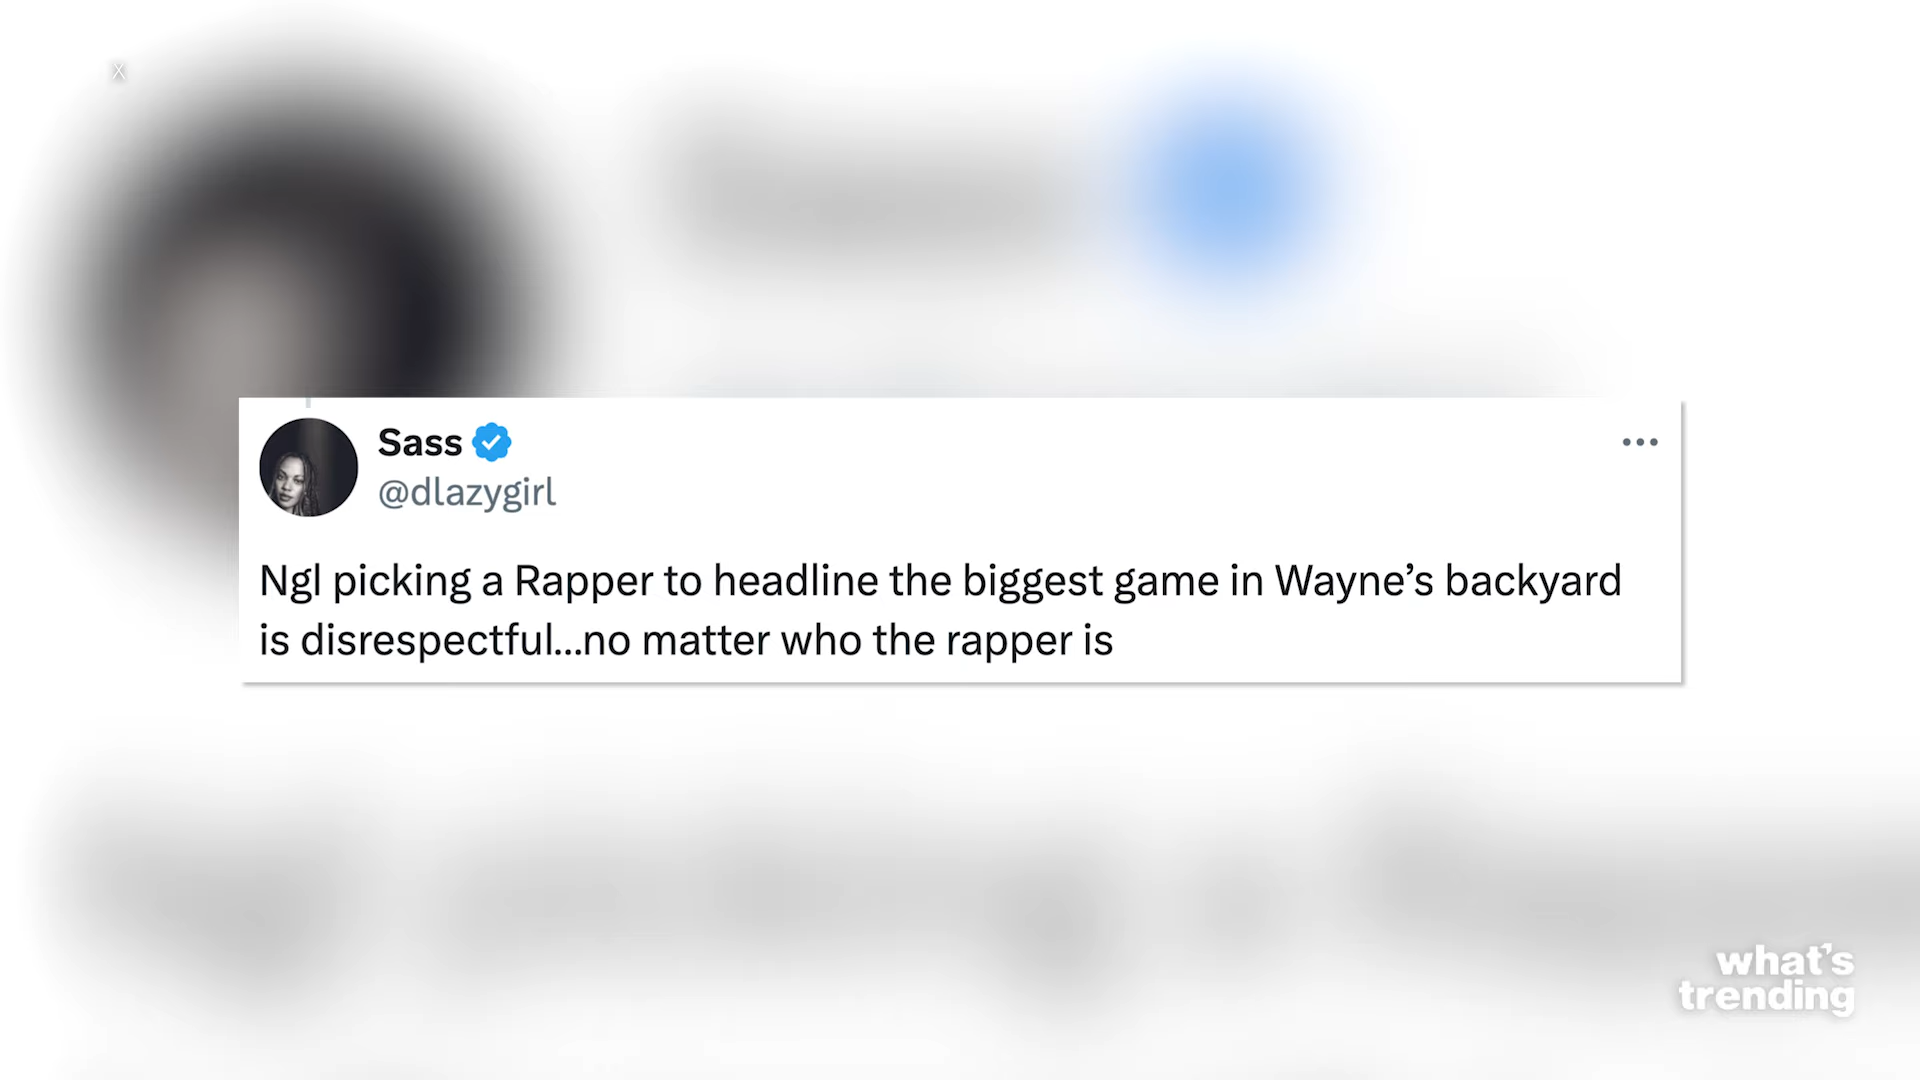 X
Sass
@dlazygirl
Ngl picking a Rapper to headline the biggest game in Wayne’s backyard
is disrespectful...no matter who the rapper is
what's
trending